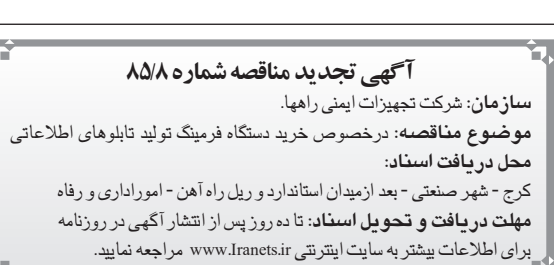 آگهی تجدید مناقصه شماره ۸۵/۸
سازمان: شرکت تجهیزات ایمنی راهها.
موضوع مناقصه: درخصوص خرید دستگاه فرمینگ تولید تابلوهای اطلاعاتی
محل دریافت اسناد:
کرج - شهر صنعتی - بعد ازمیدان استاندارد و ریل راه آهن - اموراداری و رفاه
مهلت دریافت و تحویل اسناد: تا ده روز پس از انتشار آگهی در روزنامه
برای اطلاعات بیشتر به سایت اینترنتی www.Iranets.ir مراجعه نمایید.